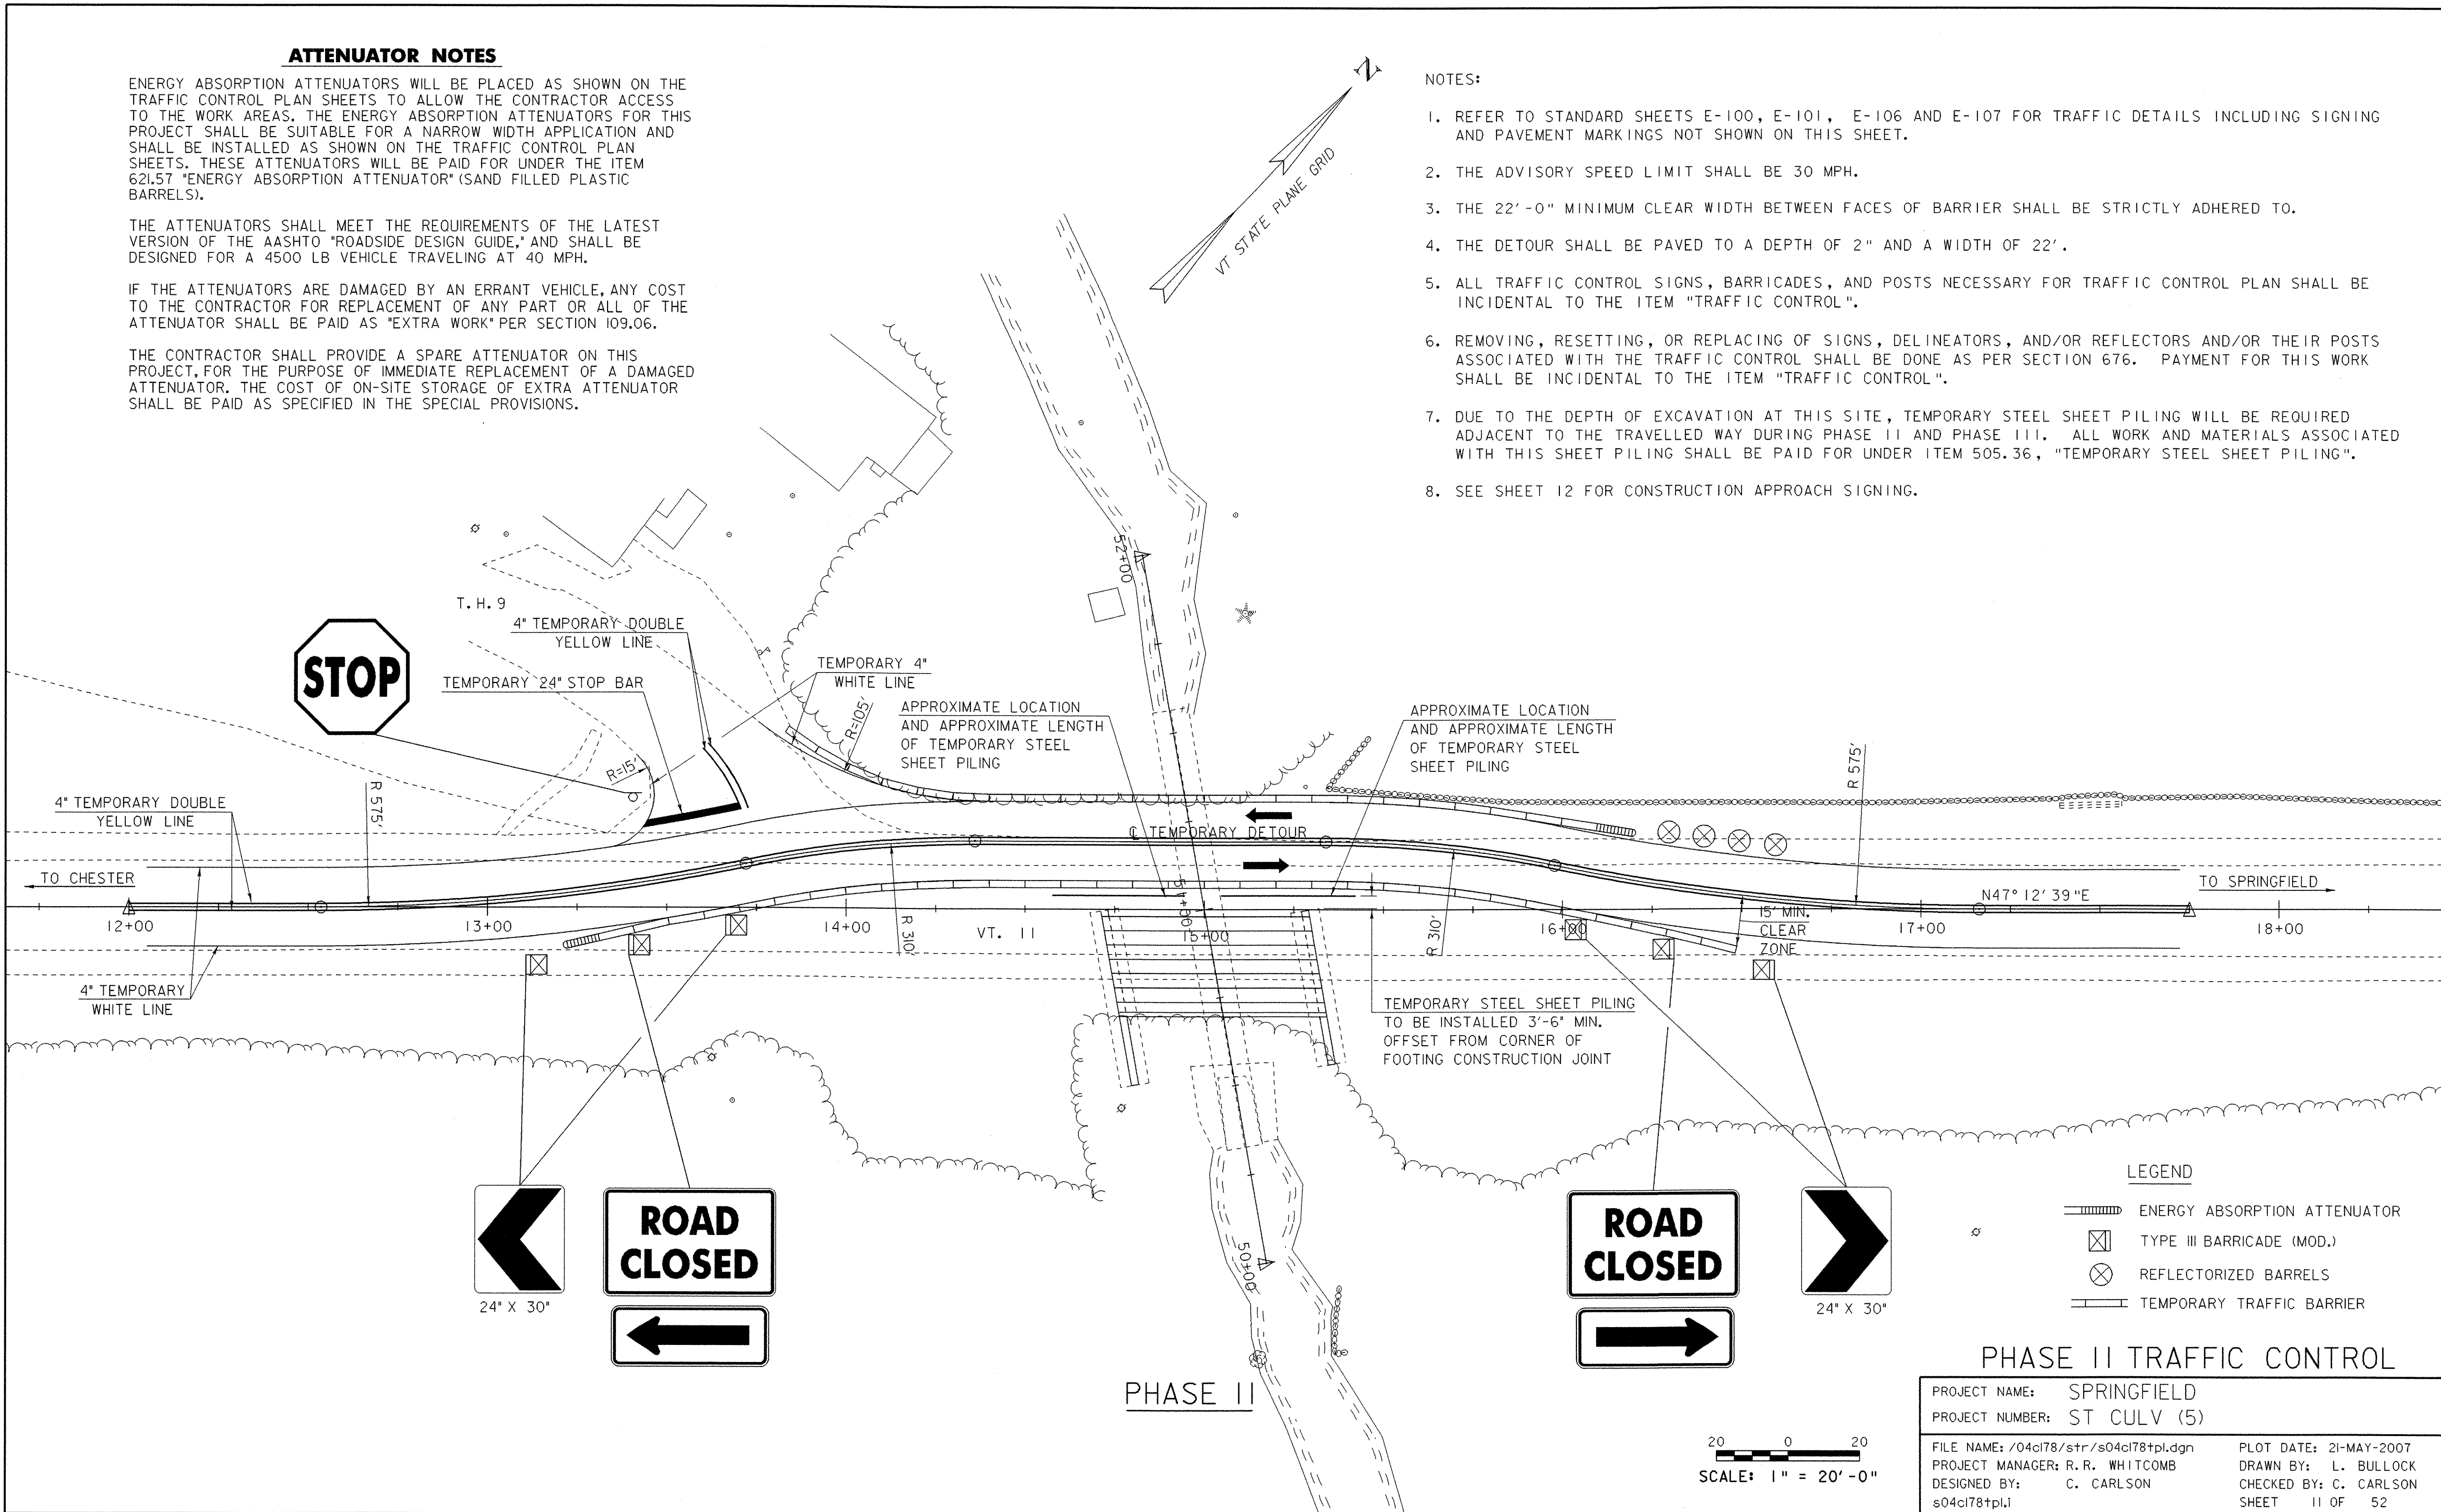 ATTENUATOR NOTES
ENERGY ABSORPTION ATTENUATORS WILL BE PLACED AS SHOWN ON THE
TRAFFIC CONTROL PLAN SHEETS TO ALLOW THE CONTRACTOR ACCESS
TO THE WORK AREAS. THE ENERGY ABSORPTION ATTENUATORS FOR THIS
PROJECT SHALL BE SUITABLE FOR A NARROW WIDTH APPLICATION AND
SHALL BE INSTALLED AS SHOWN ON THE TRAFFIC CONTROL PLAN
SHEETS. THESE ATTENUATORS WILL BE PAID FOR UNDER THE ITEM
621.57 "ENERGY ABSORPTION ATTENUATOR" (SAND FILLED PLASTIC
BARRELS).
THE ATTENUATORS SHALL MEET THE REQUIREMENTS OF THE LATEST
VERSION OF THE AASHTO "ROADSIDE DESIGN GUIDE," AND SHALL BE
DESIGNED FOR A 4500 LB VEHICLE TRAVELING AT 40 MPH.
IF THE ATTENUATORS ARE DAMAGED BY AN ERRANT VEHICLE, ANY COST
TO THE CONTRACTOR FOR REPLACEMENT OF ANY PART OR ALL OF THE
ATTENUATOR SHALL BE PAID AS "EXTRA WORK" PER SECTION 109.06.
THE CONTRACTOR SHALL PROVIDE A SPARE ATTENUATOR ON THIS
PROJECT, FOR THE PURPOSE OF IMMEDIATE REPLACEMENT OF A DAMAGED
ATTENUATOR. THE COST OF ON-SITE STORAGE OF EXTRA ATTENUATOR
SHALL BE PAID AS SPECIFIED IN THE SPECIAL PROVISIONS.
N
VT STATE PLANE GRID
NOTES:
1. REFER TO STANDARD SHEETS E-100, E-101, E-106 AND E-107 FOR TRAFFIC DETAILS INCLUDING SIGNING
AND PAVEMENT MARKINGS NOT SHOWN ON THIS SHEET.
2. THE ADVISORY SPEED LIMIT SHALL BE 30 MPH.
3. THE 22'-0" MINIMUM CLEAR WIDTH BETWEEN FACES OF BARRIER SHALL BE STRICTLY ADHERED TO.
4. THE DETOUR SHALL BE PAVED TO A DEPTH OF 2" AND A WIDTH OF 22'.
5. ALL TRAFFIC CONTROL SIGNS, BARRICADES, AND POSTS NECESSARY FOR TRAFFIC CONTROL PLAN SHALL BE
INCIDENTAL TO THE ITEM "TRAFFIC CONTROL".
6. REMOVING, RESETTING, OR REPLACING OF SIGNS, DELINEATORS, AND/OR REFLECTORS AND/OR THEIR POSTS
ASSOCIATED WITH THE TRAFFIC CONTROL SHALL BE DONE AS PER SECTION 676. PAYMENT FOR THIS WORK
SHALL BE INCIDENTAL TO THE ITEM "TRAFFIC CONTROL".
7. DUE TO THE DEPTH OF EXCAVATION AT THIS SITE, TEMPORARY STEEL SHEET PILING WILL BE REQUIRED
ADJACENT TO THE TRAVELLED WAY DURING PHASE II AND PHASE III. ALL WORK AND MATERIALS ASSOCIATED
WITH THIS SHEET PILING SHALL BE PAID FOR UNDER ITEM 505.36, "TEMPORARY STEEL SHEET PILING".
8. SEE SHEET 12 FOR CONSTRUCTION APPROACH SIGNING.
52+00
T.H. 9
4" TEMPORARY DOUBLE
YELLOW LINE
STOP
TEMPORARY 24" STOP BAR
TEMPORARY 4"
WHITE LINE
R=105'
APPROXIMATE LOCATION
AND APPROXIMATE LENGTH
OF TEMPORARY STEEL
SHEET PILING
APPROXIMATE LOCATION
AND APPROXIMATE LENGTH
OF TEMPORARY STEEL
SHEET PILING
R=15'
R 575'
R 575'
4" TEMPORARY DOUBLE
YELLOW LINE
℄ TEMPORARY DETOUR
TO CHESTER
TO SPRINGFIELD
N47° 12' 39"E
51+00
12+00
13+00
14+00
VT. 11
15+00
16+00
17+00
18+00
R 310'
R 310'
15' MIN.
CLEAR
ZONE
4" TEMPORARY
WHITE LINE
TEMPORARY STEEL SHEET PILING
TO BE INSTALLED 3'-6" MIN.
OFFSET FROM CORNER OF
FOOTING CONSTRUCTION JOINT
24" X 30"
ROAD
CLOSED
50+00
ROAD
CLOSED
24" X 30"
LEGEND
ENERGY ABSORPTION ATTENUATOR
TYPE III BARRICADE (MOD.)
REFLECTORIZED BARRELS
TEMPORARY TRAFFIC BARRIER
PHASE II
PHASE II TRAFFIC CONTROL
20 0 20
SCALE: 1" = 20'-0"
PROJECT NAME: SPRINGFIELD
PROJECT NUMBER: ST CULV (5)
FILE NAME: /04c178/str/s04c178tpl.dgn PLOT DATE: 21-MAY-2007
PROJECT MANAGER: R.R. WHITCOMB DRAWN BY: L. BULLOCK
DESIGNED BY: C. CARLSON CHECKED BY: C. CARLSON
s04c178tpl.i SHEET 11 OF 52